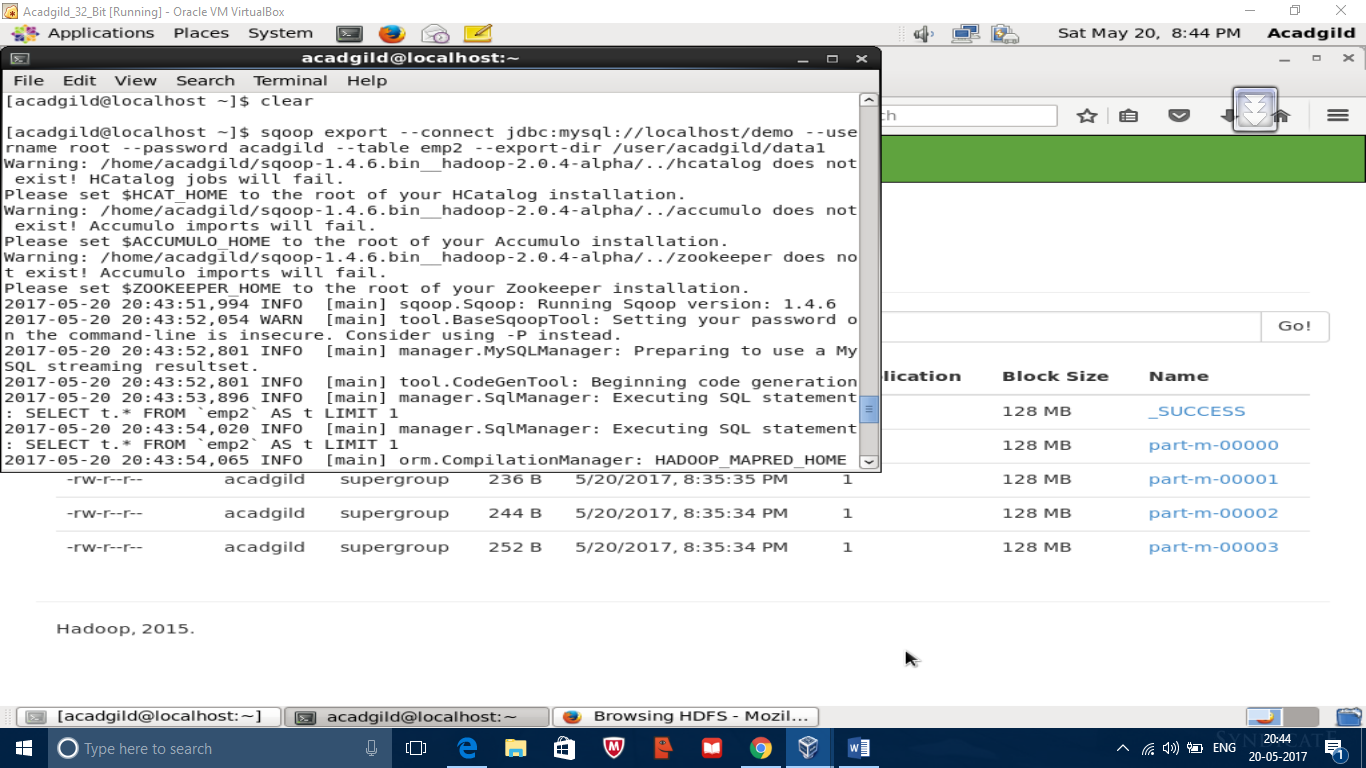 Acadgild_32_Bit [Running] - Oracle VM VirtualBox
Applications Places System Sat May 20, 8:44 PM Acadgild
acadgild@localhost:~
File Edit View Search Terminal Help
[acadgild@localhost ~]$ clear
[acadgild@localhost ~]$ sqoop export --connect jdbc:mysql://localhost/demo --use
rname root --password acadgild --table emp2 --export-dir /user/acadgild/data1
Warning: /home/acadgild/sqoop-1.4.6.bin__hadoop-2.0.4-alpha/../hcatalog does not
exist! HCatalog jobs will fail.
Please set $HCAT_HOME to the root of your HCatalog installation.
Warning: /home/acadgild/sqoop-1.4.6.bin__hadoop-2.0.4-alpha/../accumulo does not
exist! Accumulo imports will fail.
Please set $ACCUMULO_HOME to the root of your Accumulo installation.
Warning: /home/acadgild/sqoop-1.4.6.bin__hadoop-2.0.4-alpha/../zookeeper does no
t exist! Accumulo imports will fail.
Please set $ZOOKEEPER_HOME to the root of your Zookeeper installation.
2017-05-20 20:43:51,994 INFO  [main] sqoop.Sqoop: Running Sqoop version: 1.4.6
2017-05-20 20:43:52,054 WARN  [main] tool.BaseSqoopTool: Setting your password o
n the command-line is insecure. Consider using -P instead.
2017-05-20 20:43:52,801 INFO  [main] manager.MySQLManager: Preparing to use a My
SQL streaming resultset.
2017-05-20 20:43:52,801 INFO  [main] tool.CodeGenTool: Beginning code generation
2017-05-20 20:43:53,896 INFO  [main] manager.SqlManager: Executing SQL statement
: SELECT t.* FROM `emp2` AS t LIMIT 1
2017-05-20 20:43:54,020 INFO  [main] manager.SqlManager: Executing SQL statement
: SELECT t.* FROM `emp2` AS t LIMIT 1
2017-05-20 20:43:54,065 INFO  [main] orm.CompilationManager: HADOOP_MAPRED_HOME
ch
Go!
lication Block Size Name
128 MB _SUCCESS
128 MB part-m-00000
-rw-r--r-- acadgild supergroup 236 B 5/20/2017, 8:35:35 PM 1 128 MB part-m-00001
-rw-r--r-- acadgild supergroup 244 B 5/20/2017, 8:35:34 PM 1 128 MB part-m-00002
-rw-r--r-- acadgild supergroup 252 B 5/20/2017, 8:35:34 PM 1 128 MB part-m-00003
Hadoop, 2015.
[acadgild@localhost:~] acadgild@localhost:~ Browsing HDFS - Mozil...
Type here to search ENG 20:44
20-05-2017 1